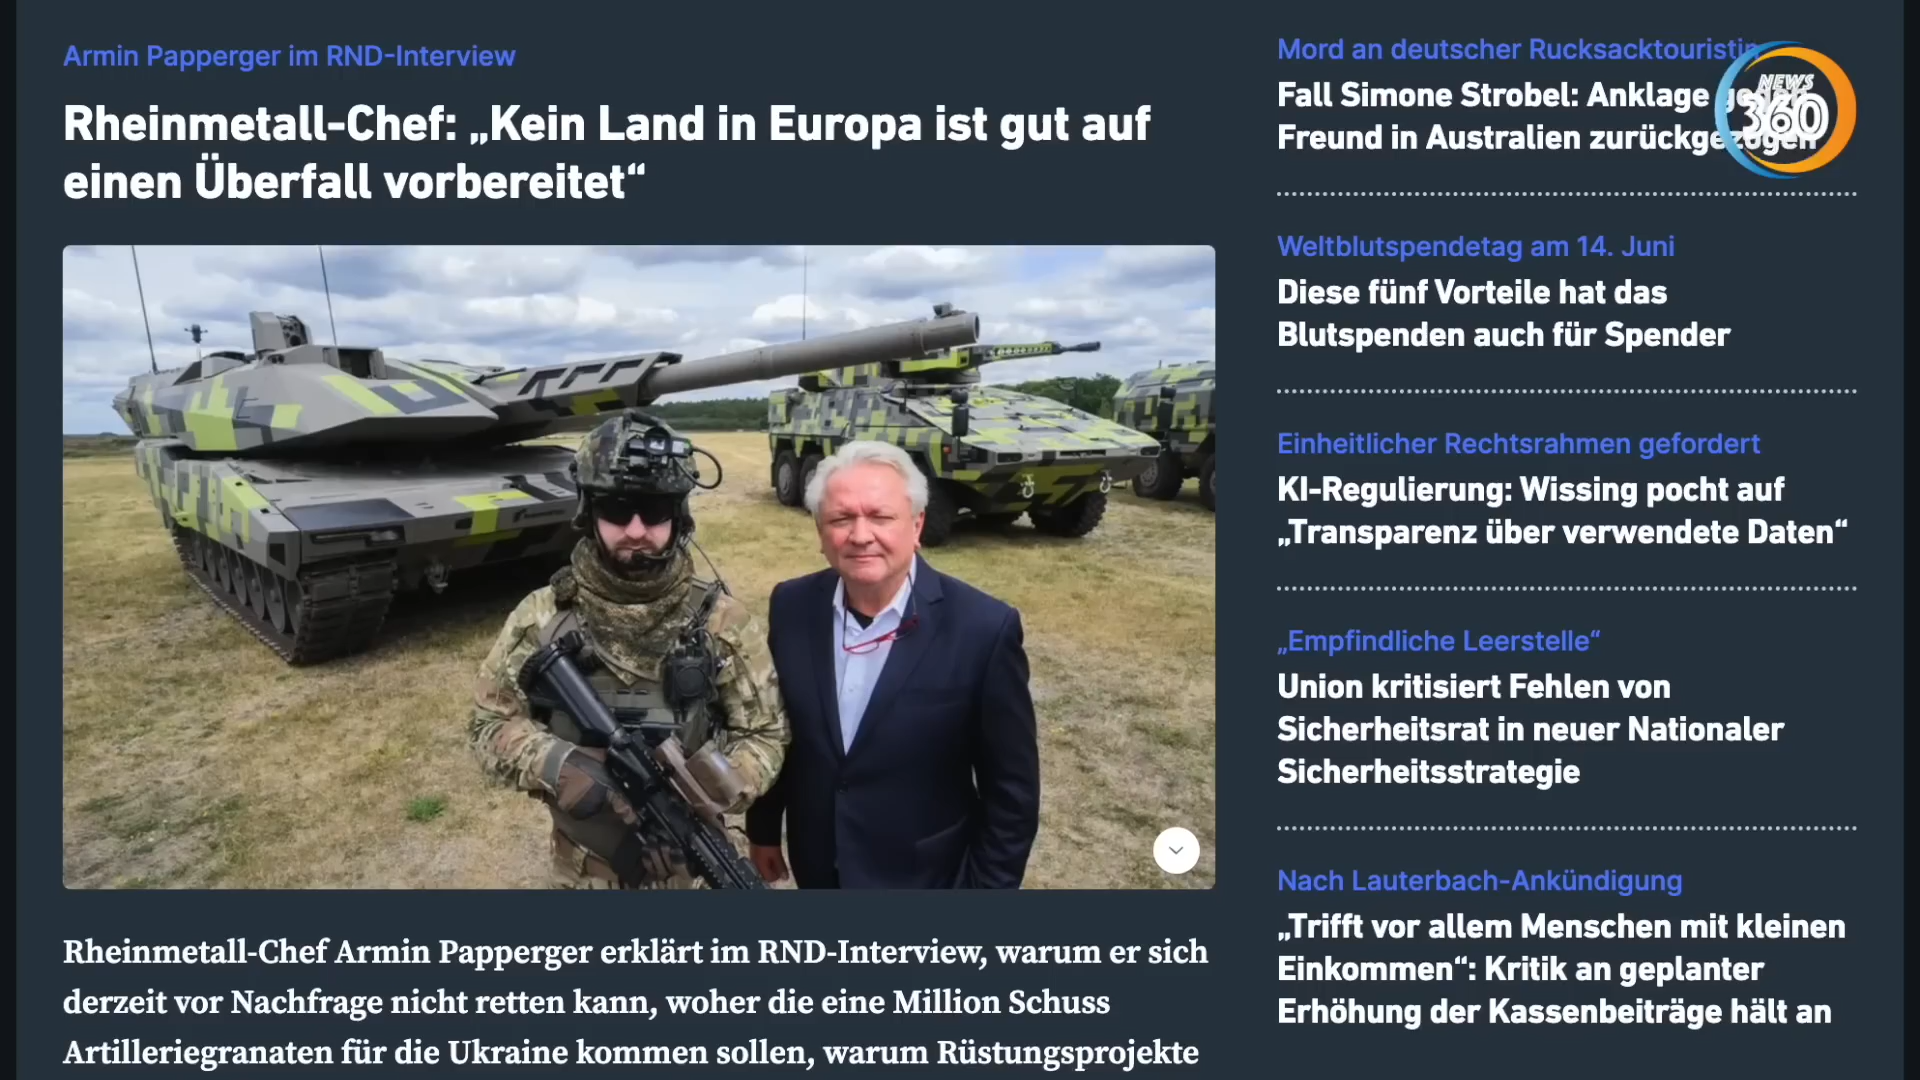 Armin Papperger im RND-Interview
Rheinmetall-Chef: „Kein Land in Europa ist gut auf
einen Überfall vorbereitet“
Rheinmetall-Chef Armin Papperger erklärt im RND-Interview, warum er sich
derzeit vor Nachfrage nicht retten kann, woher die eine Million Schuss
Artilleriegranaten für die Ukraine kommen sollen, warum Rüstungsprojekte
Mord an deutscher Rucksacktouristin
Fall Simone Strobel: Anklage gegen
Freund in Australien zurückgezogen
NEWS
360
Weltblutspendetag am 14. Juni
Diese fünf Vorteile hat das
Blutspenden auch für Spender
Einheitlicher Rechtsrahmen gefordert
KI-Regulierung: Wissing pocht auf
„Transparenz über verwendete Daten“
„Empfindliche Leerstelle“
Union kritisiert Fehlen von
Sicherheitsrat in neuer Nationaler
Sicherheitsstrategie
Nach Lauterbach-Ankündigung
„Trifft vor allem Menschen mit kleinen
Einkommen“: Kritik an geplanter
Erhöhung der Kassenbeiträge hält an